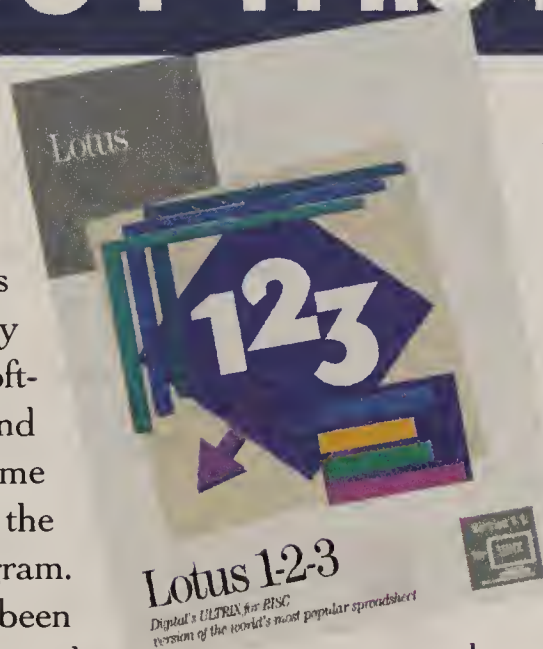 Lotus
123
s
y
oft-
nd
me
the
ram.
been
Lotus 1-2-3
Digital's ULTRIX for RISC
version of the world's most popular spreadsheet